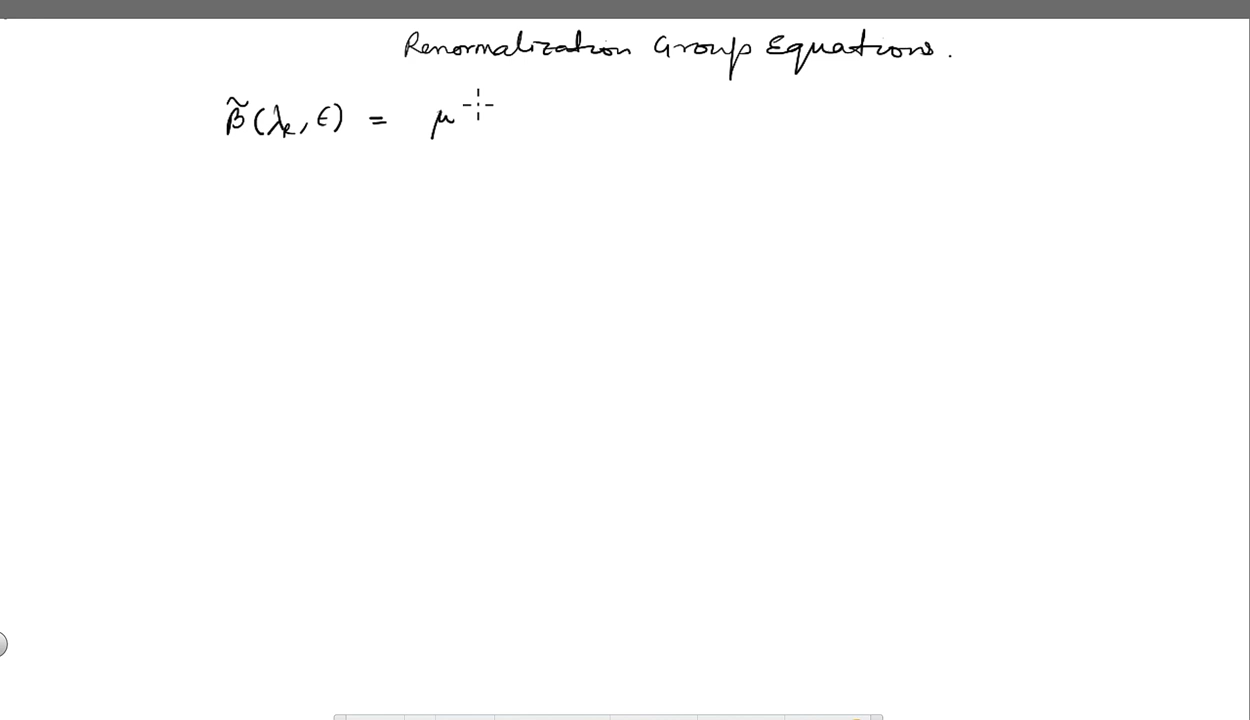 Renormalization Group Equations.
β̃(λ_R, ϵ) = μ